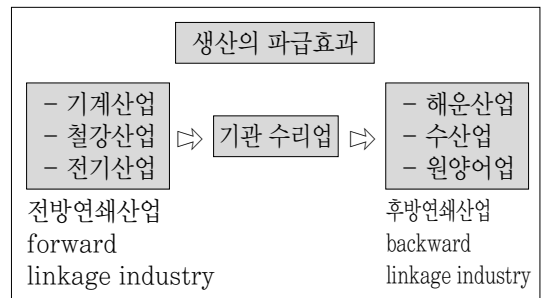 생산의 파급효과
- 기계산업
- 철강산업
- 전기산업
기관 수리업
- 해운산업
- 수산업
- 원양어업
전방연쇄산업
forward
linkage industry
후방연쇄산업
backward
linkage industry